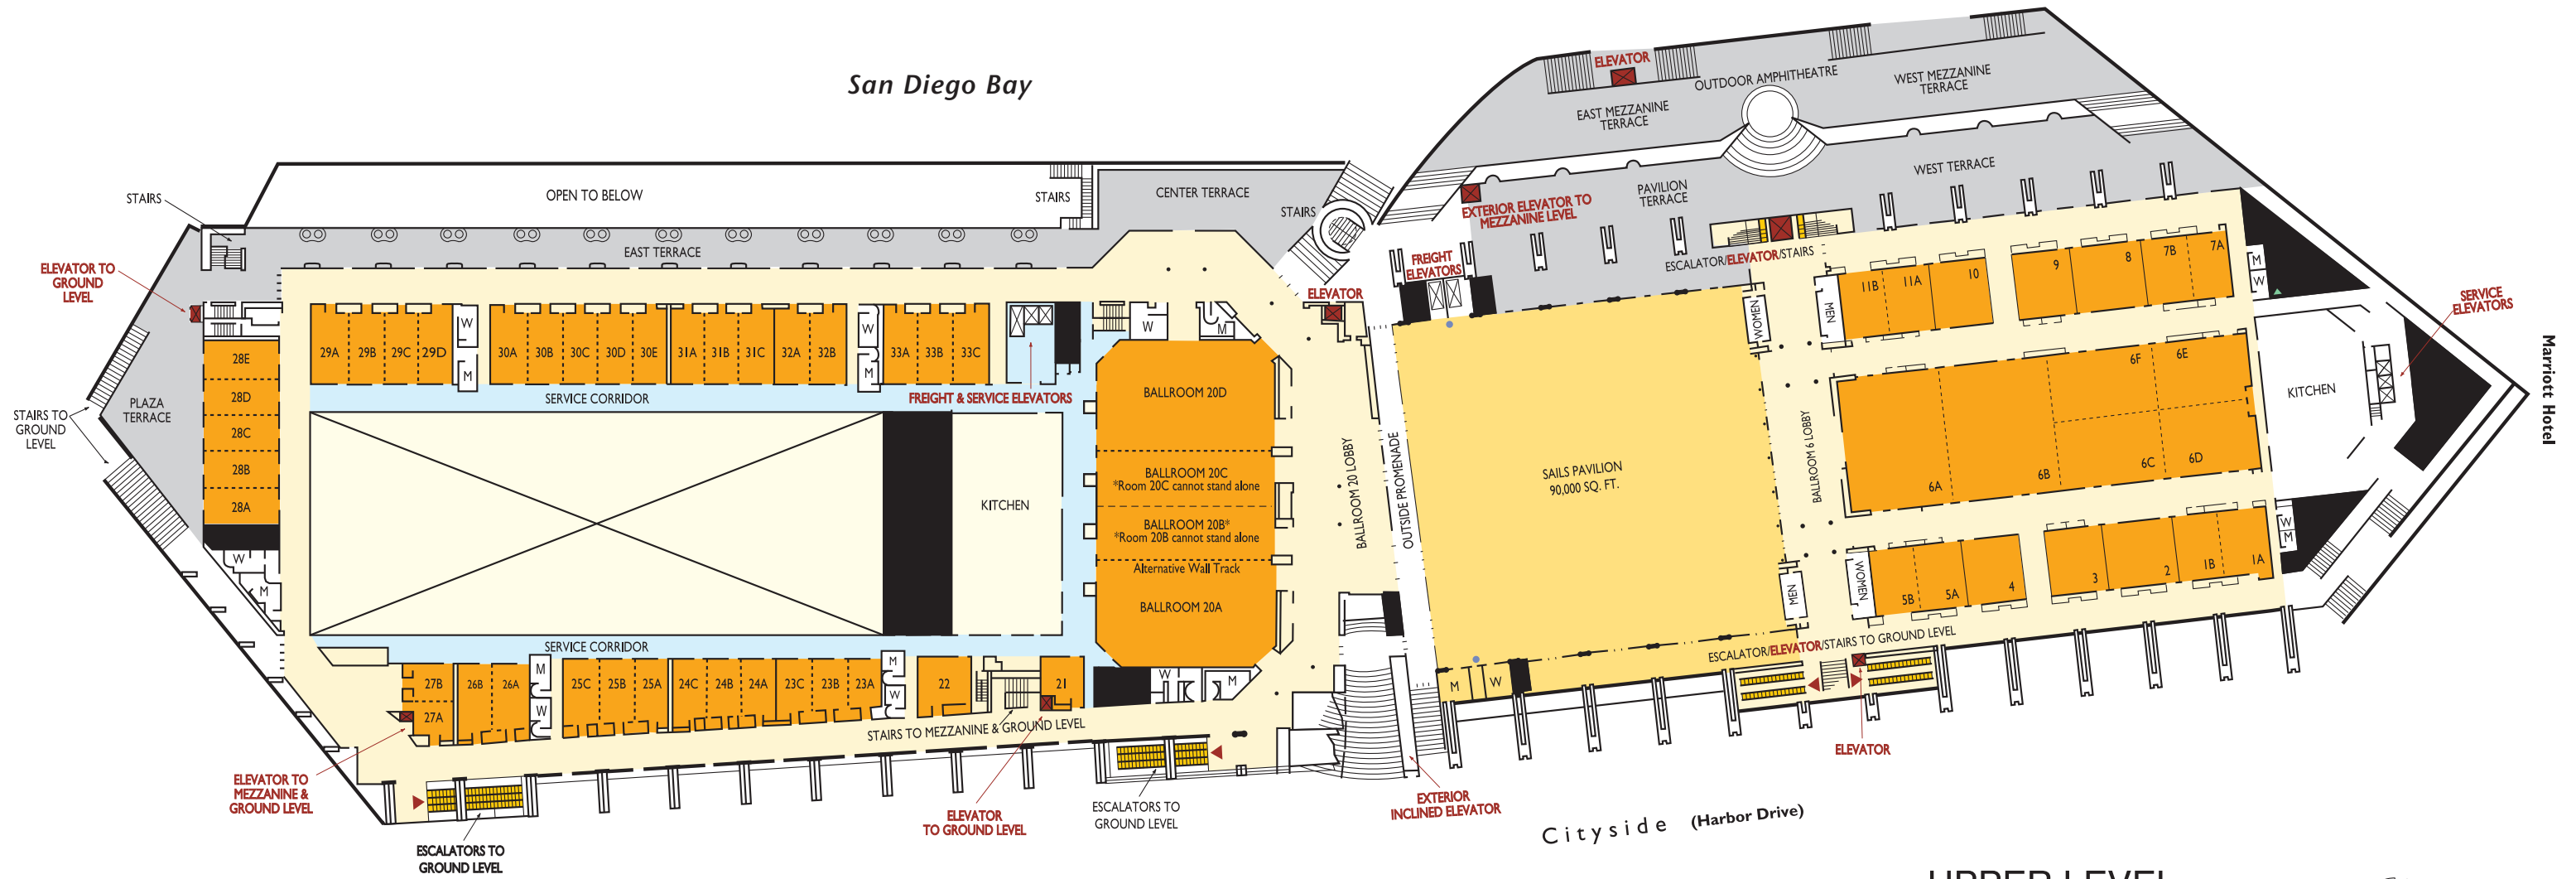 San Diego Bay
ELEVATOR
OUTDOOR AMPHITHEATRE
WEST MEZZANINE
TERRACE
EAST MEZZANINE
TERRACE
WEST TERRACE
PAVILION
TERRACE
EXTERIOR ELEVATOR TO
MEZZANINE LEVEL
STAIRS
OPEN TO BELOW
STAIRS
CENTER TERRACE
STAIRS
EAST TERRACE
ELEVATOR TO
GROUND
LEVEL
FREIGHT
ELEVATORS
ESCALATOR/ELEVATOR/STAIRS
ELEVATOR
SERVICE
ELEVATORS
Marriott Hotel
PLAZA
TERRACE
STAIRS TO
GROUND
LEVEL
28E
28D
28C
28B
28A
W
M
29A
29B
29C
29D
W
M
30A
30B
30C
30D
30E
31A
31B
31C
32A
32B
W
M
33A
33B
33C
W
M
SERVICE CORRIDOR
FREIGHT & SERVICE ELEVATORS
KITCHEN
BALLROOM 20D
BALLROOM 20C
*Room 20C cannot stand alone
BALLROOM 20B*
*Room 20B cannot stand alone
Alternative Wall Track
BALLROOM 20A
BALLROOM 20 LOBBY
OUTSIDE PROMENADE
SAILS PAVILION
90,000 SQ. FT.
WOMEN
MEN
BALLROOM 6 LOBBY
11B
11A
10
9
8
7B
7A
M
W
6F
6E
6A
6B
6C
6D
KITCHEN
MEN
WOMEN
5B
5A
4
3
2
1B
1A
W
M
ESCALATOR/ELEVATOR/STAIRS TO GROUND LEVEL
M
W
SERVICE CORRIDOR
27B
27A
26B
26A
M
W
25C
25B
25A
24C
24B
24A
23C
23B
23A
M
W
22
21
W
M
STAIRS TO MEZZANINE & GROUND LEVEL
ELEVATOR TO
MEZZANINE &
GROUND LEVEL
ESCALATORS TO
GROUND LEVEL
ELEVATOR
TO GROUND LEVEL
ESCALATORS TO
GROUND LEVEL
EXTERIOR
INCLINED ELEVATOR
ELEVATOR
Cityside (Harbor Drive)
UPPER LEVEL